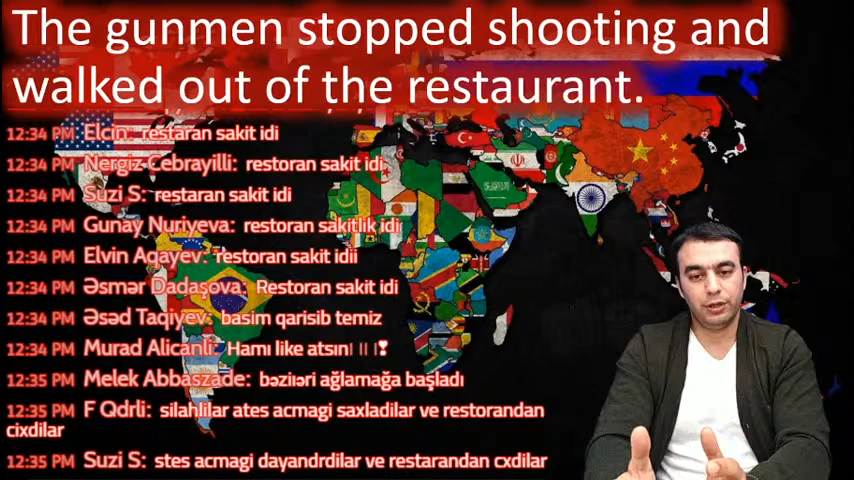 The gunmen stopped shooting and
walked out of the restaurant.
12:34 PM Elcin: restaran sakit idi
12:34 PM Nergiz Cebrayilli: restoran sakit idi
12:34 PM Suzi S: restaran sakit idi
12:34 PM Gunay Nuriyeva: restoran sakitlik idi
12:34 PM Elvin Aqayev: restoran sakit idii
12:34 PM Əsmər Dadaşova: Restoran sakit idi
12:34 PM Əsəd Taqiyev: basim qarisib temiz
12:34 PM Murad Alicanli: Hamı like atsın
12:35 PM Melek Abbaszade: bəziləri ağlamağa başladı
12:35 PM F Qdrli: silahlilar ates acmagi saxladilar ve restorandan
cixdilar
12:35 PM Suzi S: stes acmagi dayandrdilar ve restarandan cxdilar